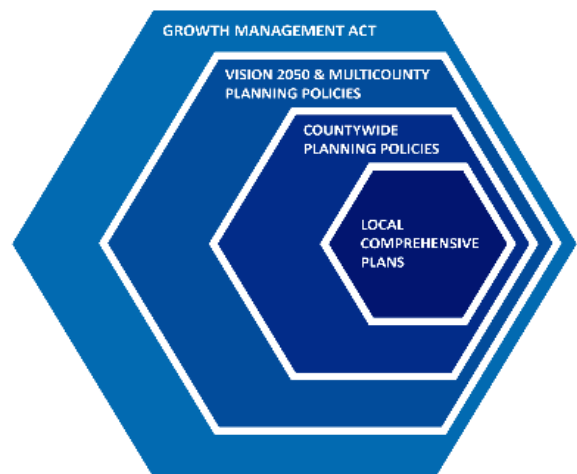 GROWTH MANAGEMENT ACT
VISION 2050 & MULTICOUNTY
PLANNING POLICIES
COUNTYWIDE
PLANNING POLICIES
LOCAL
COMPREHENSIVE
PLANS